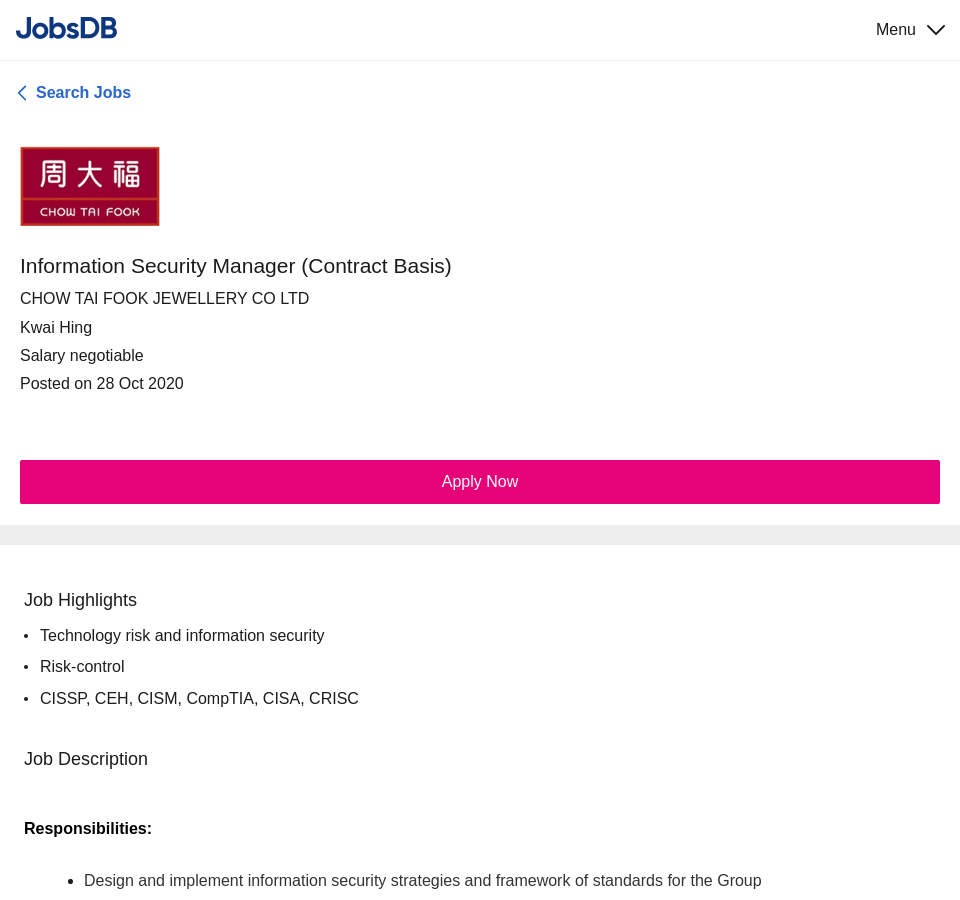 JobsDB
Menu
Search Jobs
周大福
CHOW TAI FOOK
Information Security Manager (Contract Basis)
CHOW TAI FOOK JEWELLERY CO LTD
Kwai Hing
Salary negotiable
Posted on 28 Oct 2020
Apply Now
Job Highlights
• Technology risk and information security
• Risk-control
• CISSP, CEH, CISM, CompTIA, CISA, CRISC
Job Description
Responsibilities:
• Design and implement information security strategies and framework of standards for the Group